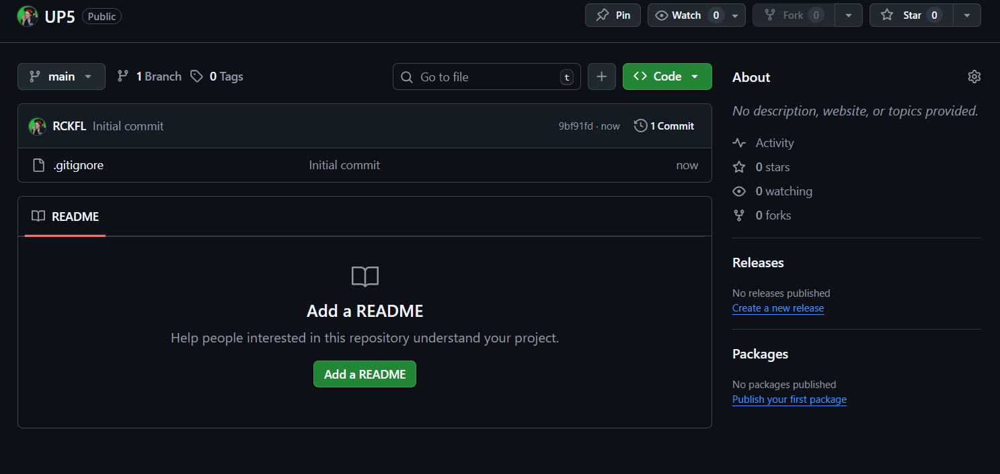 UP5 Public Pin Watch 0 Fork 0 Star 0
main 1 Branch 0 Tags Go to file t Code
RCKFL Initial commit 9bf91fd · now 1 Commit
.gitignore Initial commit now
README
Add a README
Help people interested in this repository understand your project.
Add a README
About
No description, website, or topics provided.
Activity
0 stars
0 watching
0 forks
Releases
No releases published
Create a new release
Packages
No packages published
Publish your first package